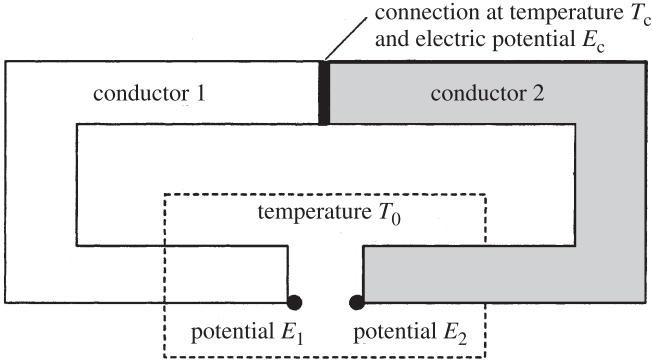 connection at temperature Tc
and electric potential Ec
conductor 1
conductor 2
temperature T0
potential E1
potential E2